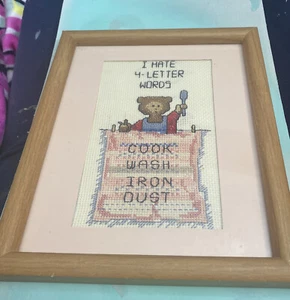 I HATE
4-LETTER
WORDS
COOK
WASH
IRON
DUST